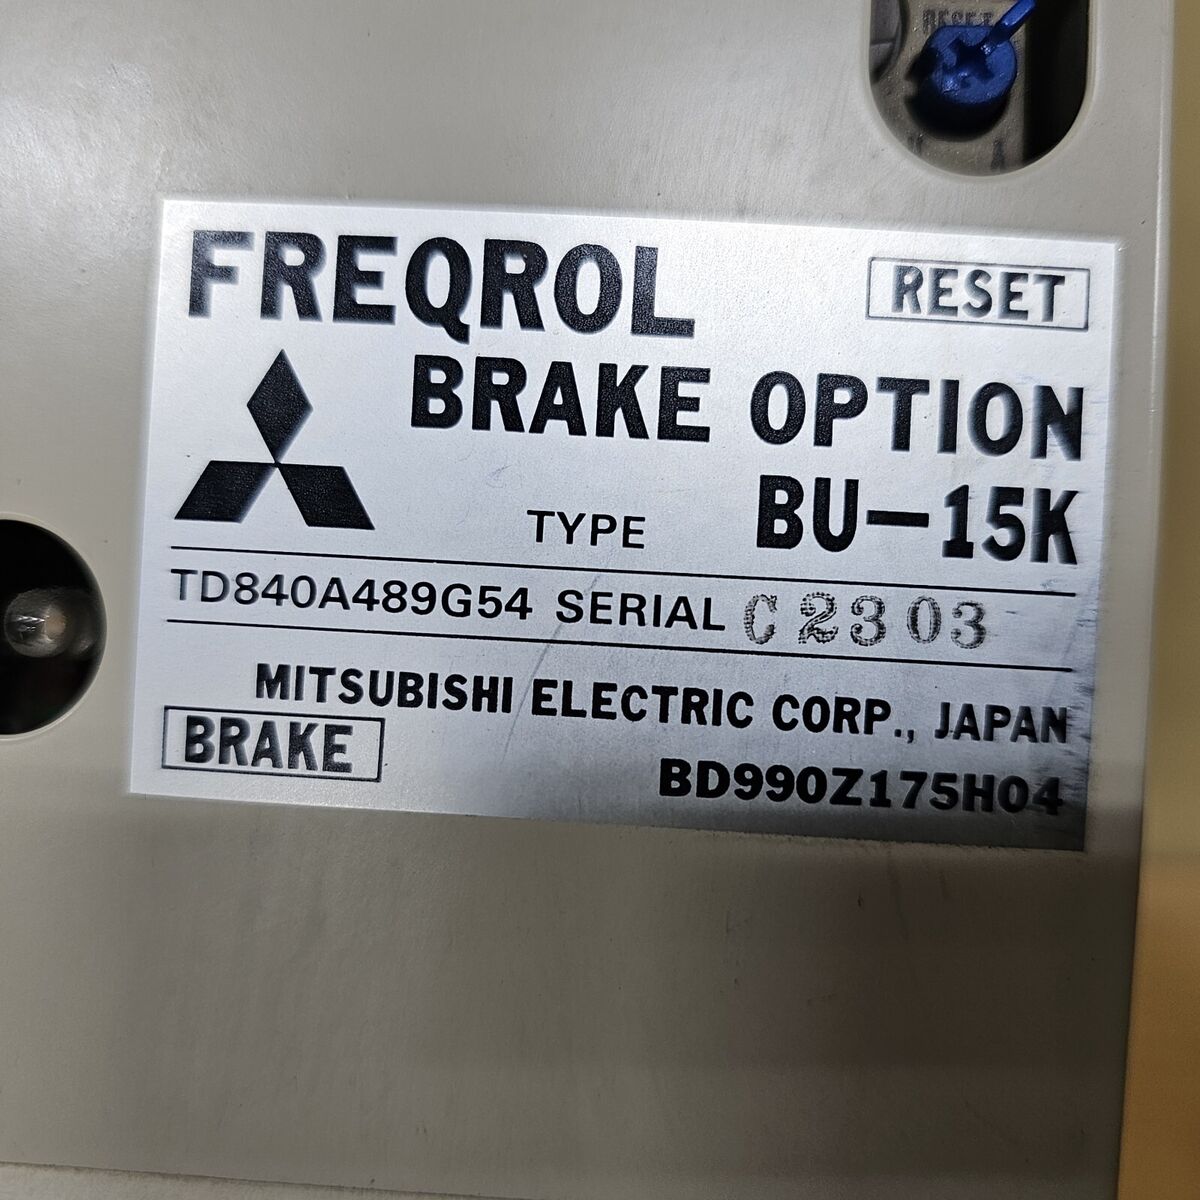 RESET
A
FREQROL
RESET
BRAKE OPTION
TYPE BU-15K
TD840A489G54 SERIAL C2303
MITSUBISHI ELECTRIC CORP., JAPAN
BRAKE
BD990Z175H04